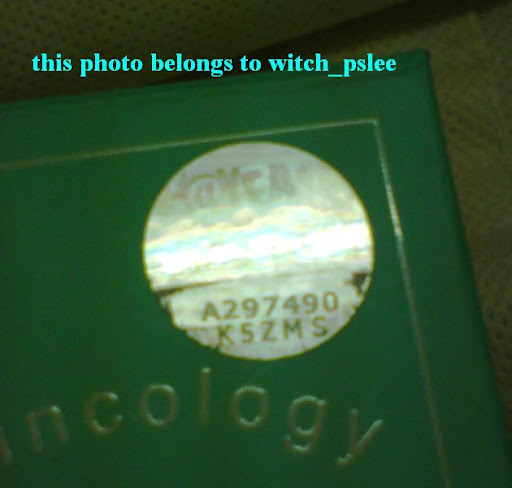 this photo belongs to witch_pslee
A297490
K5ZMS
ncology